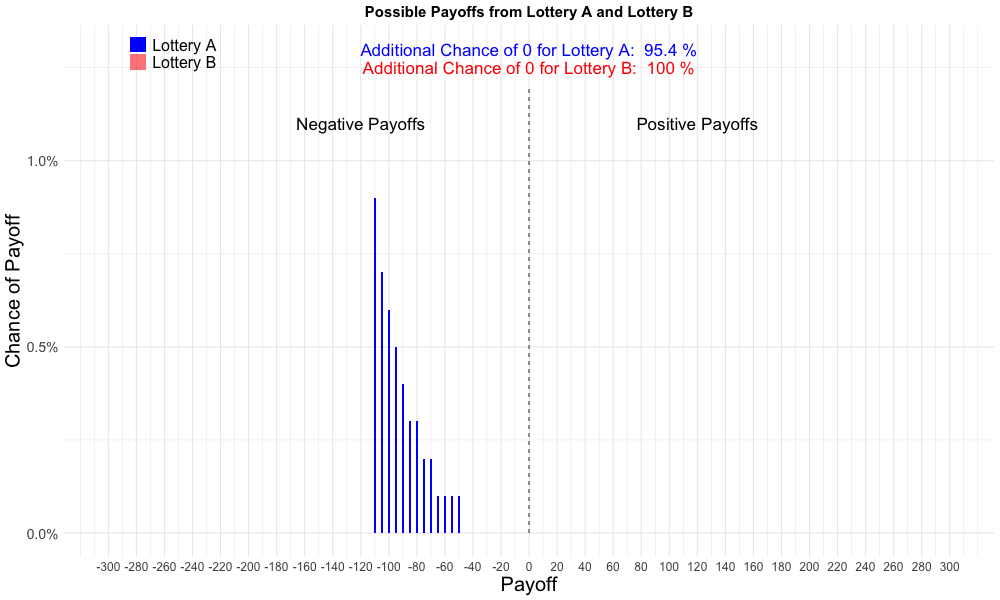 Possible Payoffs from Lottery A and Lottery B
Lottery A
Lottery B
Additional Chance of 0 for Lottery A:  95.4 %
Additional Chance of 0 for Lottery B:  100 %
Negative Payoffs
Positive Payoffs
Chance of Payoff
1.0%
0.5%
0.0%
-300 -280 -260 -240 -220 -200 -180 -160 -140 -120 -100 -80 -60 -40 -20 0 20 40 60 80 100 120 140 160 180 200 220 240 260 280 300
Payoff